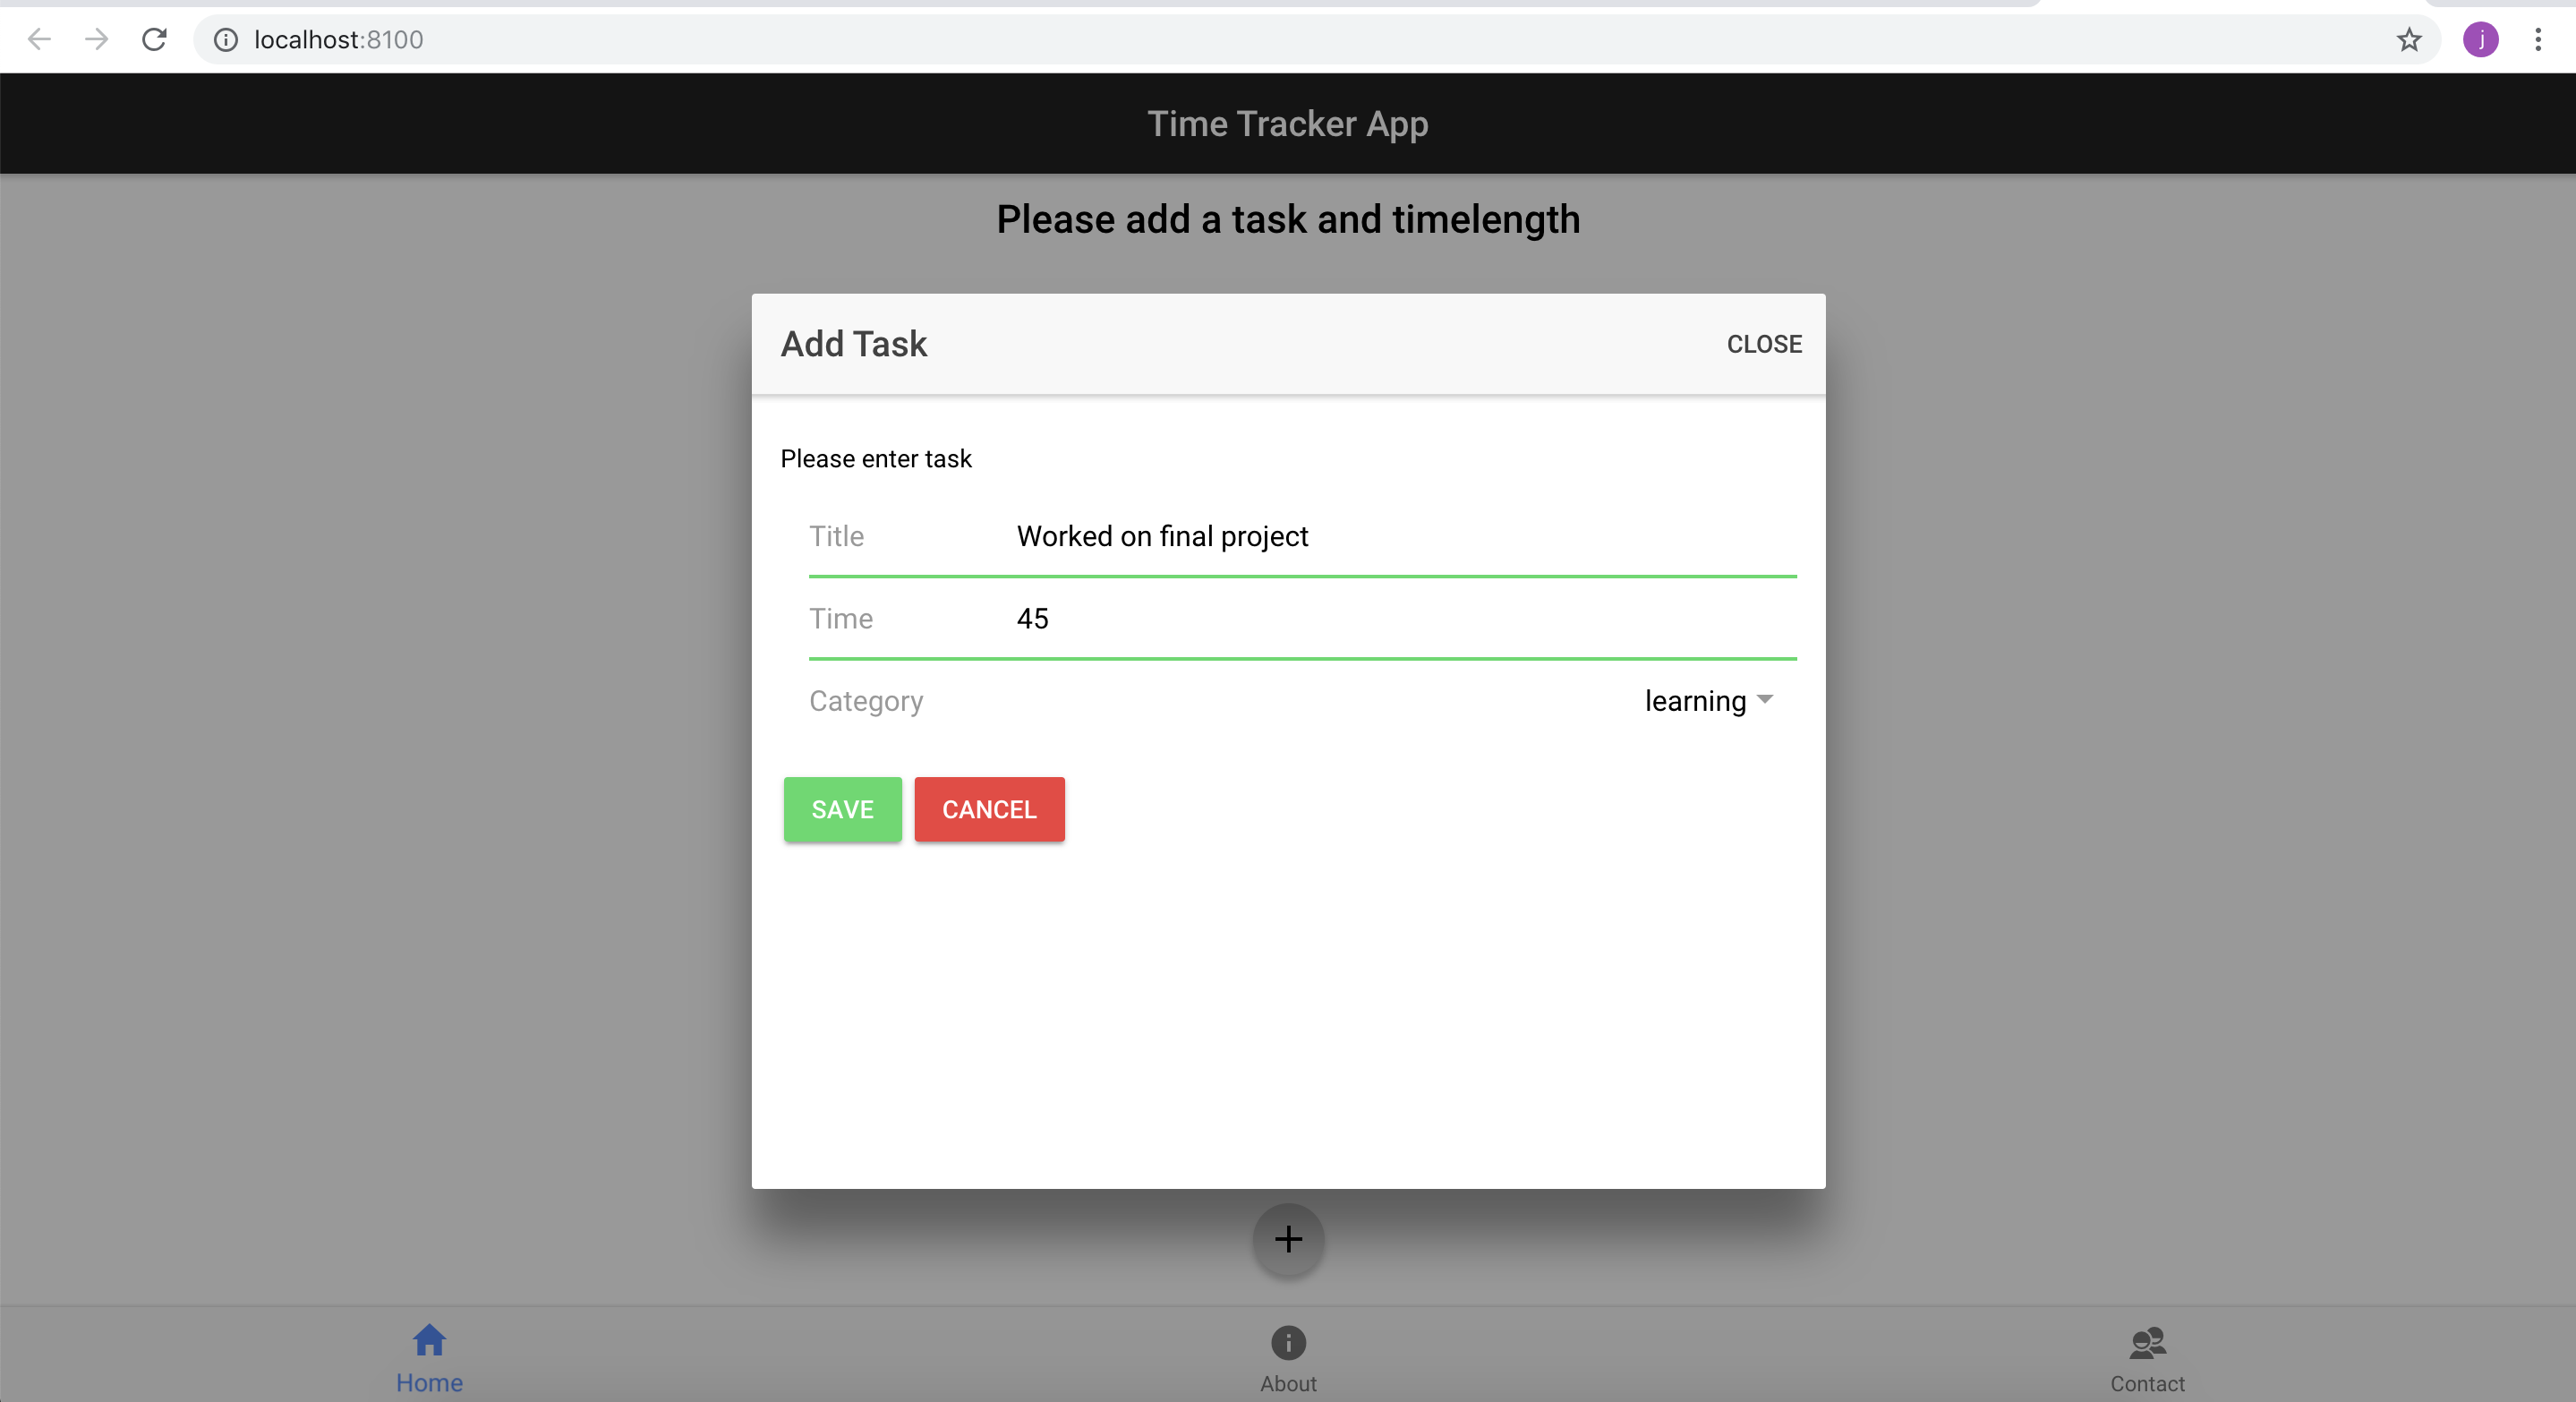 localhost:8100
j
Time Tracker App
Please add a task and timelength
Add Task
CLOSE
Please enter task
Title Worked on final project
Time 45
Category learning
SAVE CANCEL
Home About Contact